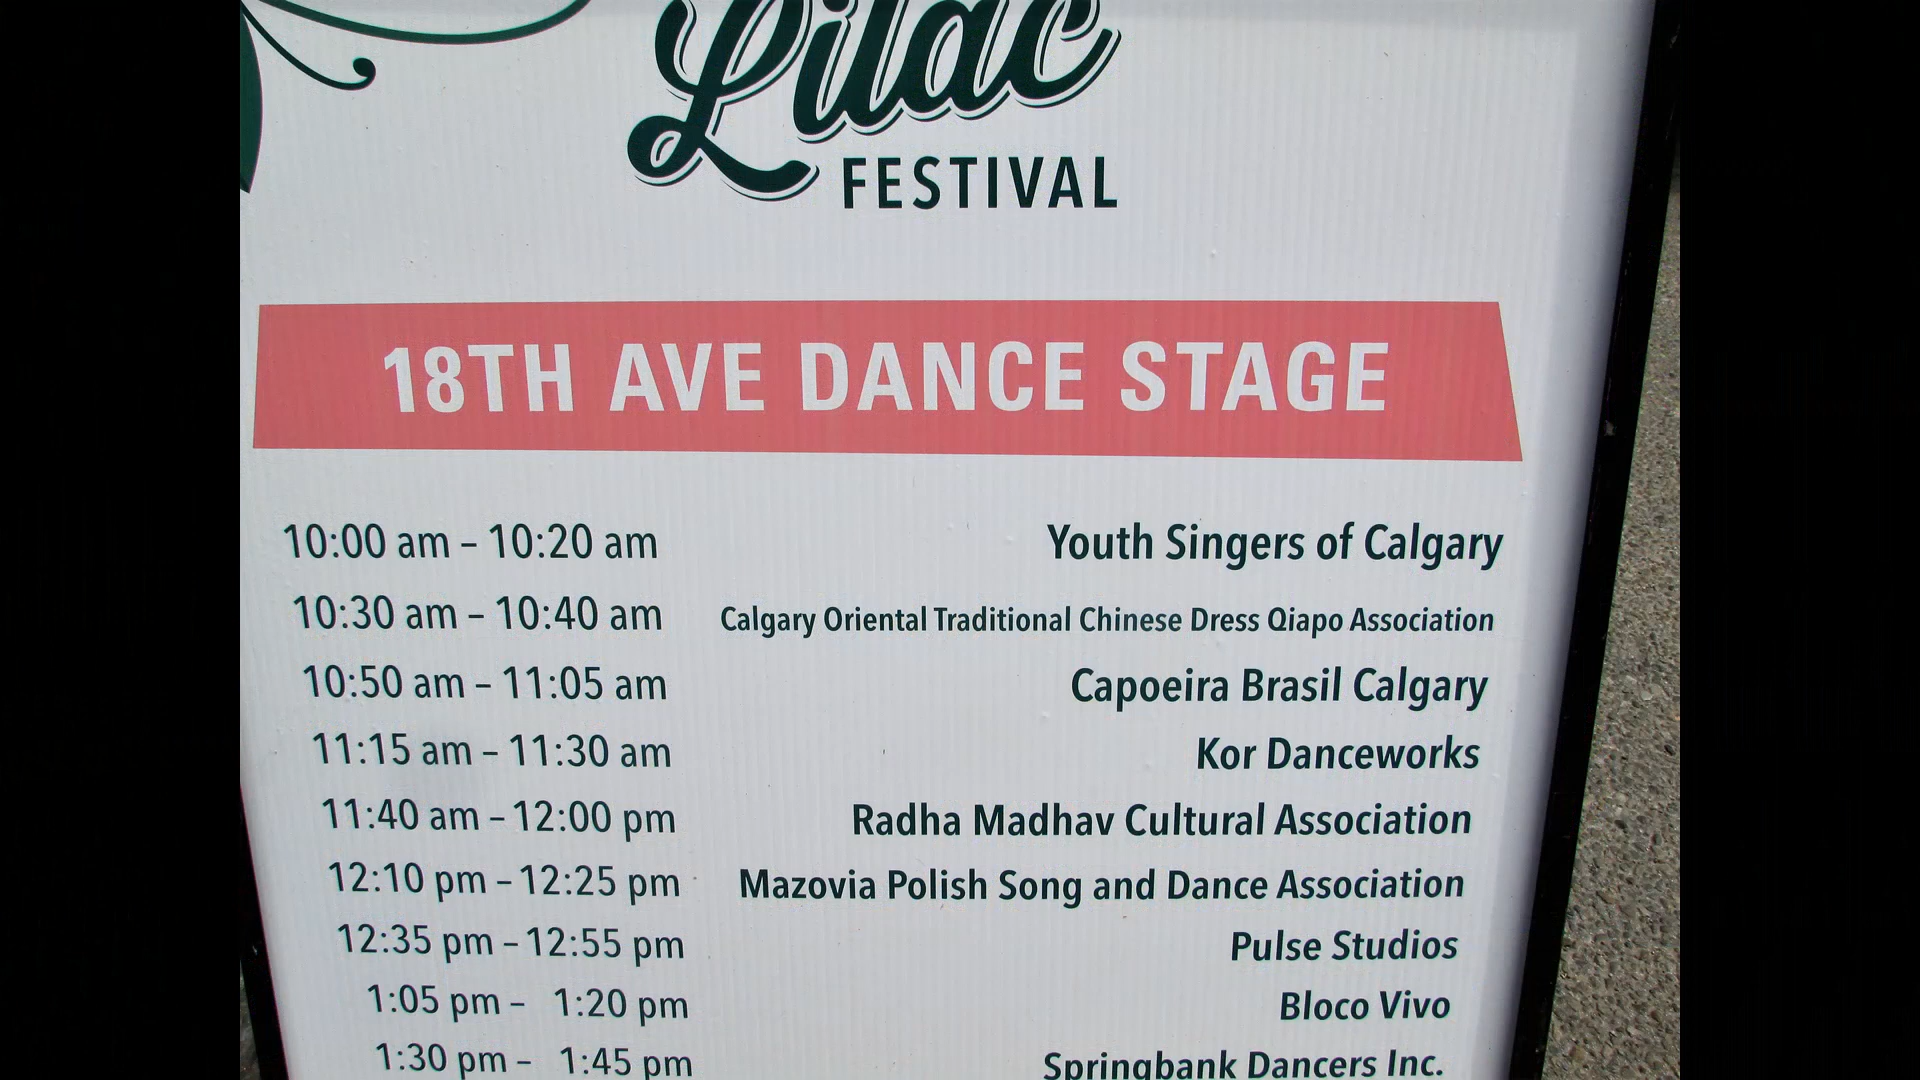 Lilac
FESTIVAL
18TH AVE DANCE STAGE
10:00 am – 10:20 am Youth Singers of Calgary
10:30 am – 10:40 am Calgary Oriental Traditional Chinese Dress Qiapo Association
10:50 am – 11:05 am Capoeira Brasil Calgary
11:15 am – 11:30 am Kor Danceworks
11:40 am – 12:00 pm Radha Madhav Cultural Association
12:10 pm – 12:25 pm Mazovia Polish Song and Dance Association
12:35 pm – 12:55 pm Pulse Studios
1:05 pm – 1:20 pm Bloco Vivo
1:30 pm – 1:45 pm Springbank Dancers Inc.